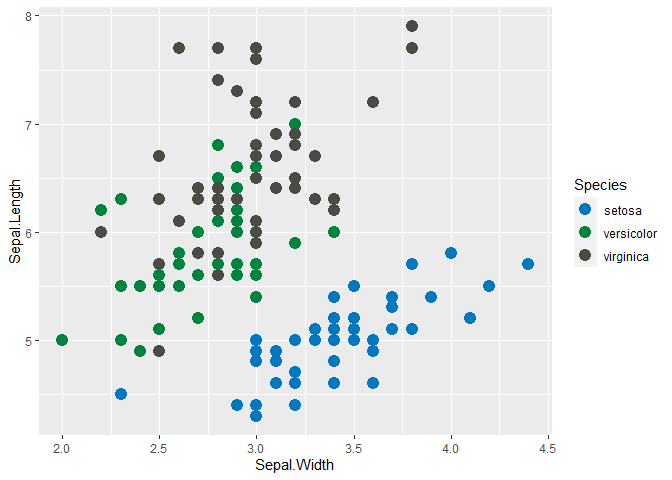 8
7
6
5
Sepal.Length
2.0 2.5 3.0 3.5 4.0 4.5
Sepal.Width
Species
setosa
versicolor
virginica